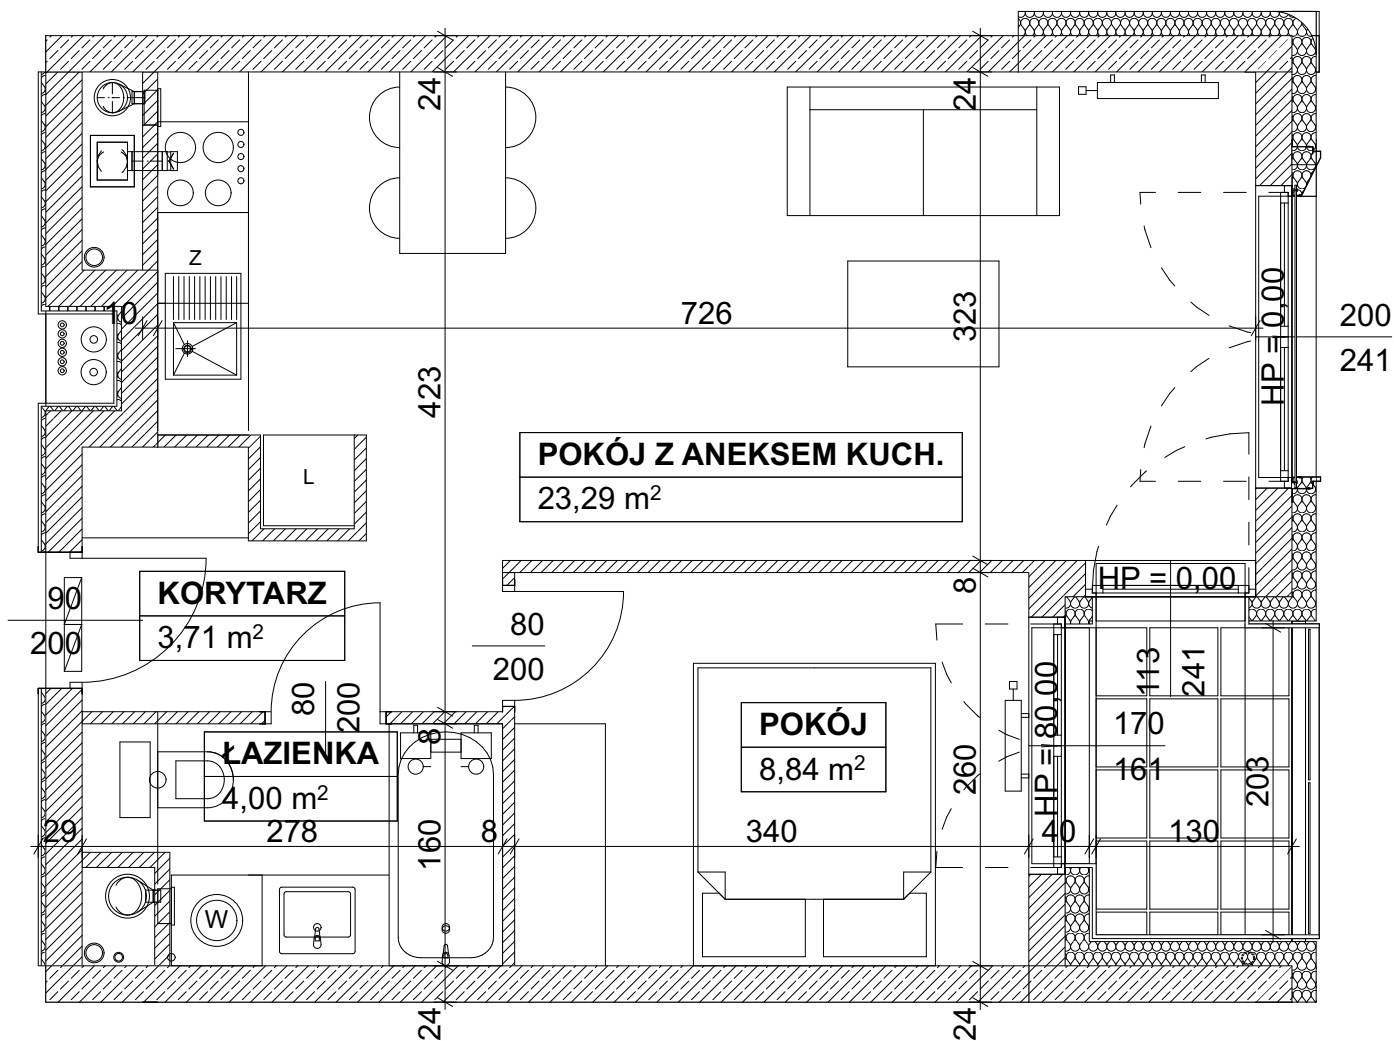 24
24
Z
10
726
323
HP = 0,00
200
241
423
POKÓJ Z ANEKSEM KUCH.
23,29 m²
L
90
200
KORYTARZ
3,71 m²
80
200
8
HP = 0,00
80
200
113
241
ŁAZIENKA
4,00 m²
8
POKÓJ
8,84 m²
260
HP = 80,00
170
161
203
29
278
160
8
340
40
130
W
24
24